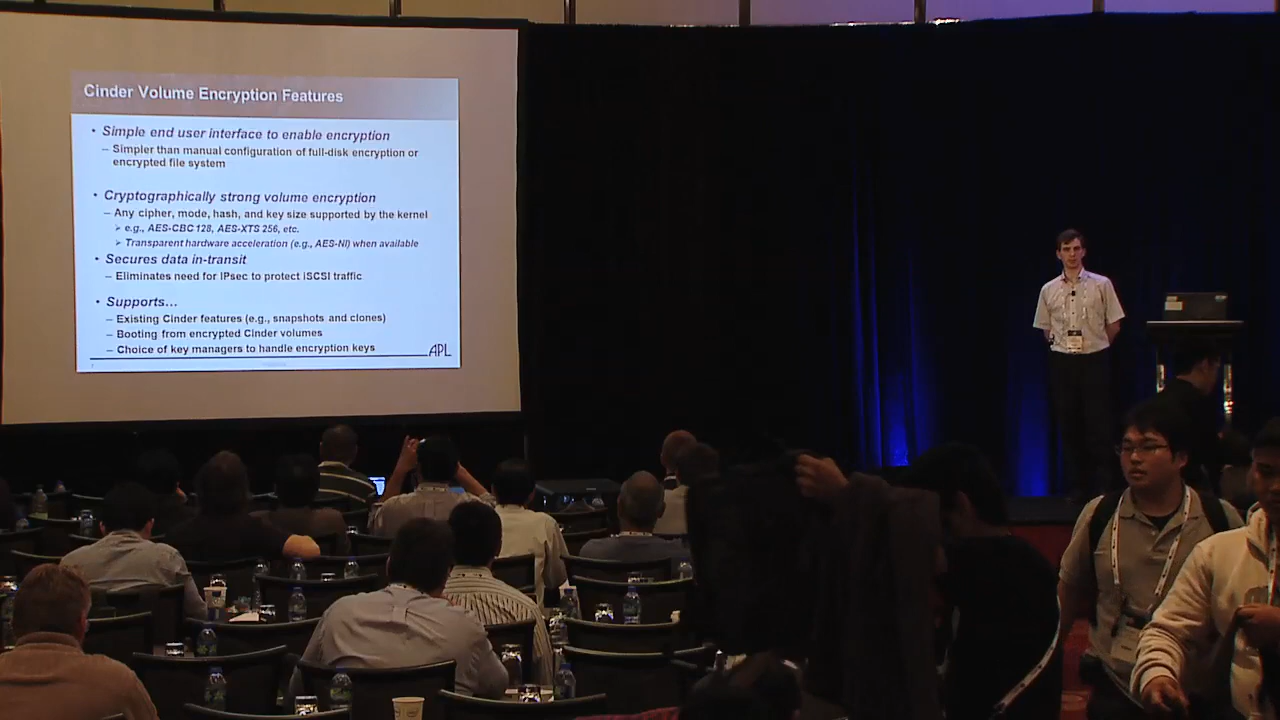 Cinder Volume Encryption Features
• Simple end user interface to enable encryption
– Simpler than manual configuration of full-disk encryption or
encrypted file system
• Cryptographically strong volume encryption
– Any cipher, mode, hash, and key size supported by the kernel
➢ e.g., AES-CBC 128, AES-XTS 256, etc.
➢ Transparent hardware acceleration (e.g., AES-NI) when available
• Secures data in-transit
– Eliminates need for IPsec to protect iSCSI traffic
• Supports...
– Existing Cinder features (e.g., snapshots and clones)
– Booting from encrypted Cinder volumes
– Choice of key managers to handle encryption keys
APL